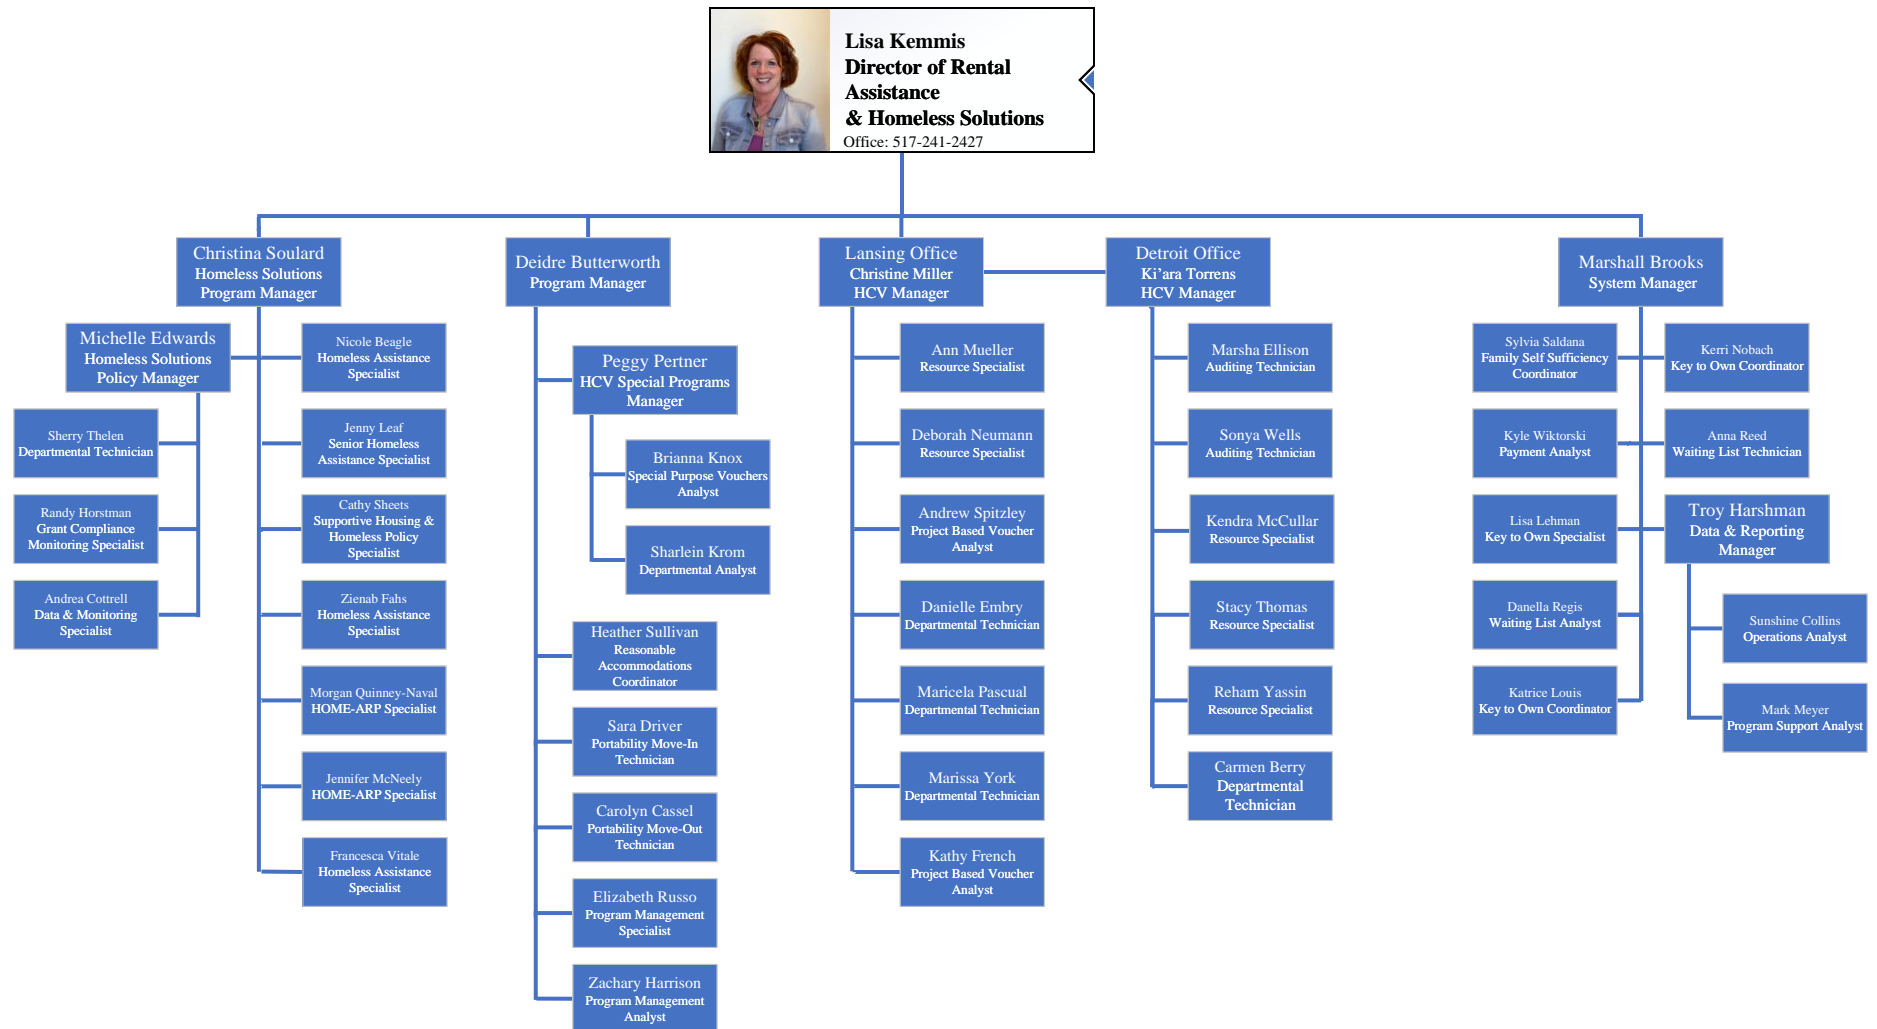 Lisa Kemmis
Director of Rental
Assistance
& Homeless Solutions
Office: 517-241-2427
Christina Soulard
Homeless Solutions
Program Manager
Michelle Edwards
Homeless Solutions
Policy Manager
Sherry Thelen
Departmental Technician
Randy Horstman
Grant Compliance
Monitoring Specialist
Andrea Cottrell
Data & Monitoring
Specialist
Nicole Beagle
Homeless Assistance
Specialist
Jenny Leaf
Senior Homeless
Assistance Specialist
Cathy Sheets
Supportive Housing &
Homeless Policy
Specialist
Zienab Fahs
Homeless Assistance
Specialist
Morgan Quinney-Naval
HOME-ARP Specialist
Jennifer McNeely
HOME-ARP Specialist
Francesca Vitale
Homeless Assistance
Specialist
Deidre Butterworth
Program Manager
Peggy Pertner
HCV Special Programs
Manager
Brianna Knox
Special Purpose Vouchers
Analyst
Sharlein Krom
Departmental Analyst
Heather Sullivan
Reasonable
Accommodations
Coordinator
Sara Driver
Portability Move-In
Technician
Carolyn Cassel
Portability Move-Out
Technician
Elizabeth Russo
Program Management
Specialist
Zachary Harrison
Program Management
Analyst
Lansing Office
Christine Miller
HCV Manager
Ann Mueller
Resource Specialist
Deborah Neumann
Resource Specialist
Andrew Spitzley
Project Based Voucher
Analyst
Danielle Embry
Departmental Technician
Maricela Pascual
Departmental Technician
Marissa York
Departmental Technician
Kathy French
Project Based Voucher
Analyst
Detroit Office
Ki’ara Torrens
HCV Manager
Marsha Ellison
Auditing Technician
Sonya Wells
Auditing Technician
Kendra McCullar
Resource Specialist
Stacy Thomas
Resource Specialist
Reham Yassin
Resource Specialist
Carmen Berry
Departmental
Technician
Marshall Brooks
System Manager
Sylvia Saldana
Family Self Sufficiency
Coordinator
Kyle Wiktorski
Payment Analyst
Lisa Lehman
Key to Own Specialist
Danella Regis
Waiting List Analyst
Katrice Louis
Key to Own Coordinator
Kerri Nobach
Key to Own Coordinator
Anna Reed
Waiting List Technician
Troy Harshman
Data & Reporting
Manager
Sunshine Collins
Operations Analyst
Mark Meyer
Program Support Analyst